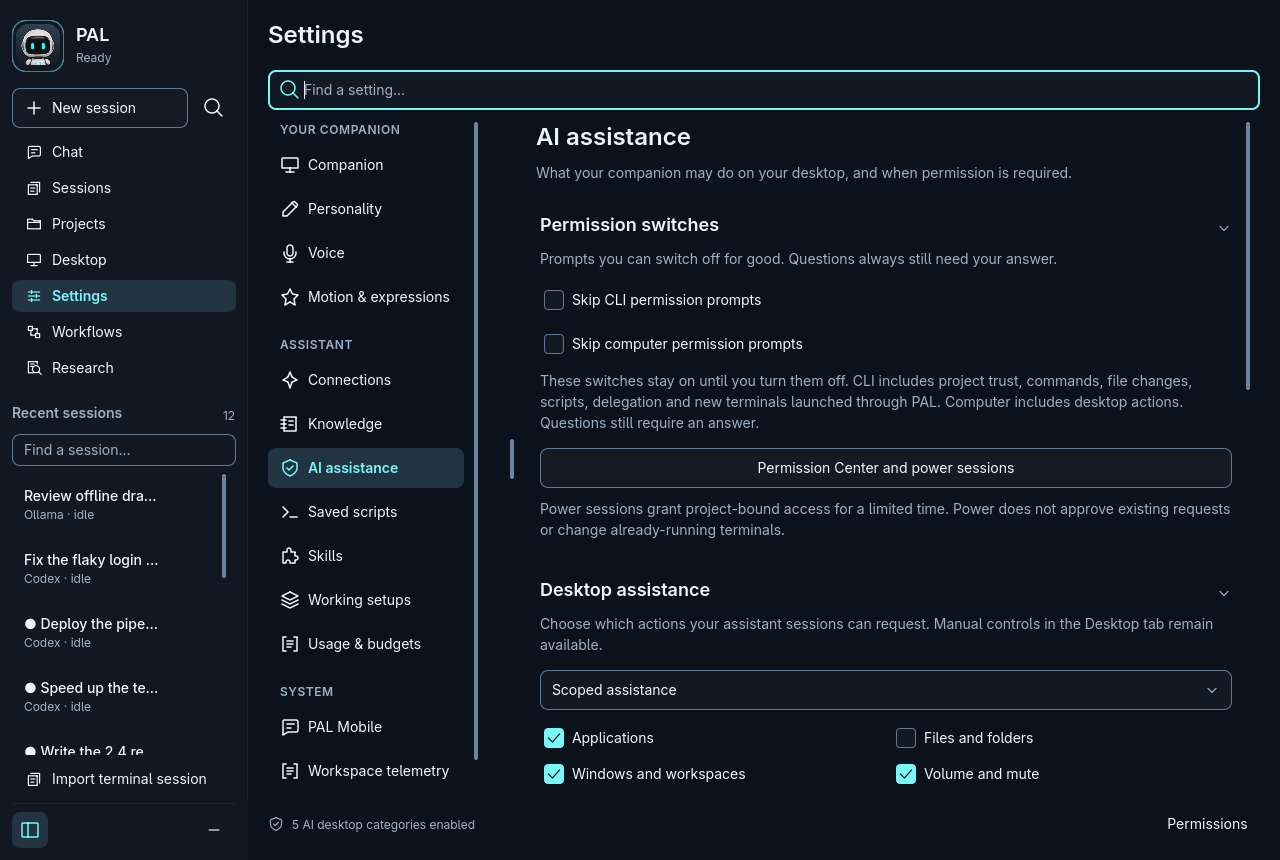 PAL
Ready
New session
Chat
Sessions
Projects
Desktop
Settings
Workflows
Research
Recent sessions
12
Find a session...
Review offline dra...
Ollama · idle
Fix the flaky login ...
Codex · idle
Deploy the pipe...
Codex · idle
Speed up the te...
Codex · idle
Write the 2.4 re
Import terminal session
Settings
Find a setting...
YOUR COMPANION
Companion
Personality
Voice
Motion & expressions
ASSISTANT
Connections
Knowledge
AI assistance
Saved scripts
Skills
Working setups
Usage & budgets
SYSTEM
PAL Mobile
Workspace telemetry
AI assistance
What your companion may do on your desktop, and when permission is required.
Permission switches
Prompts you can switch off for good. Questions always still need your answer.
Skip CLI permission prompts
Skip computer permission prompts
These switches stay on until you turn them off. CLI includes project trust, commands, file changes,
scripts, delegation and new terminals launched through PAL. Computer includes desktop actions.
Questions still require an answer.
Permission Center and power sessions
Power sessions grant project-bound access for a limited time. Power does not approve existing requests
or change already-running terminals.
Desktop assistance
Choose which actions your assistant sessions can request. Manual controls in the Desktop tab remain
available.
Scoped assistance
Applications
Files and folders
Windows and workspaces
Volume and mute
5 AI desktop categories enabled
Permissions